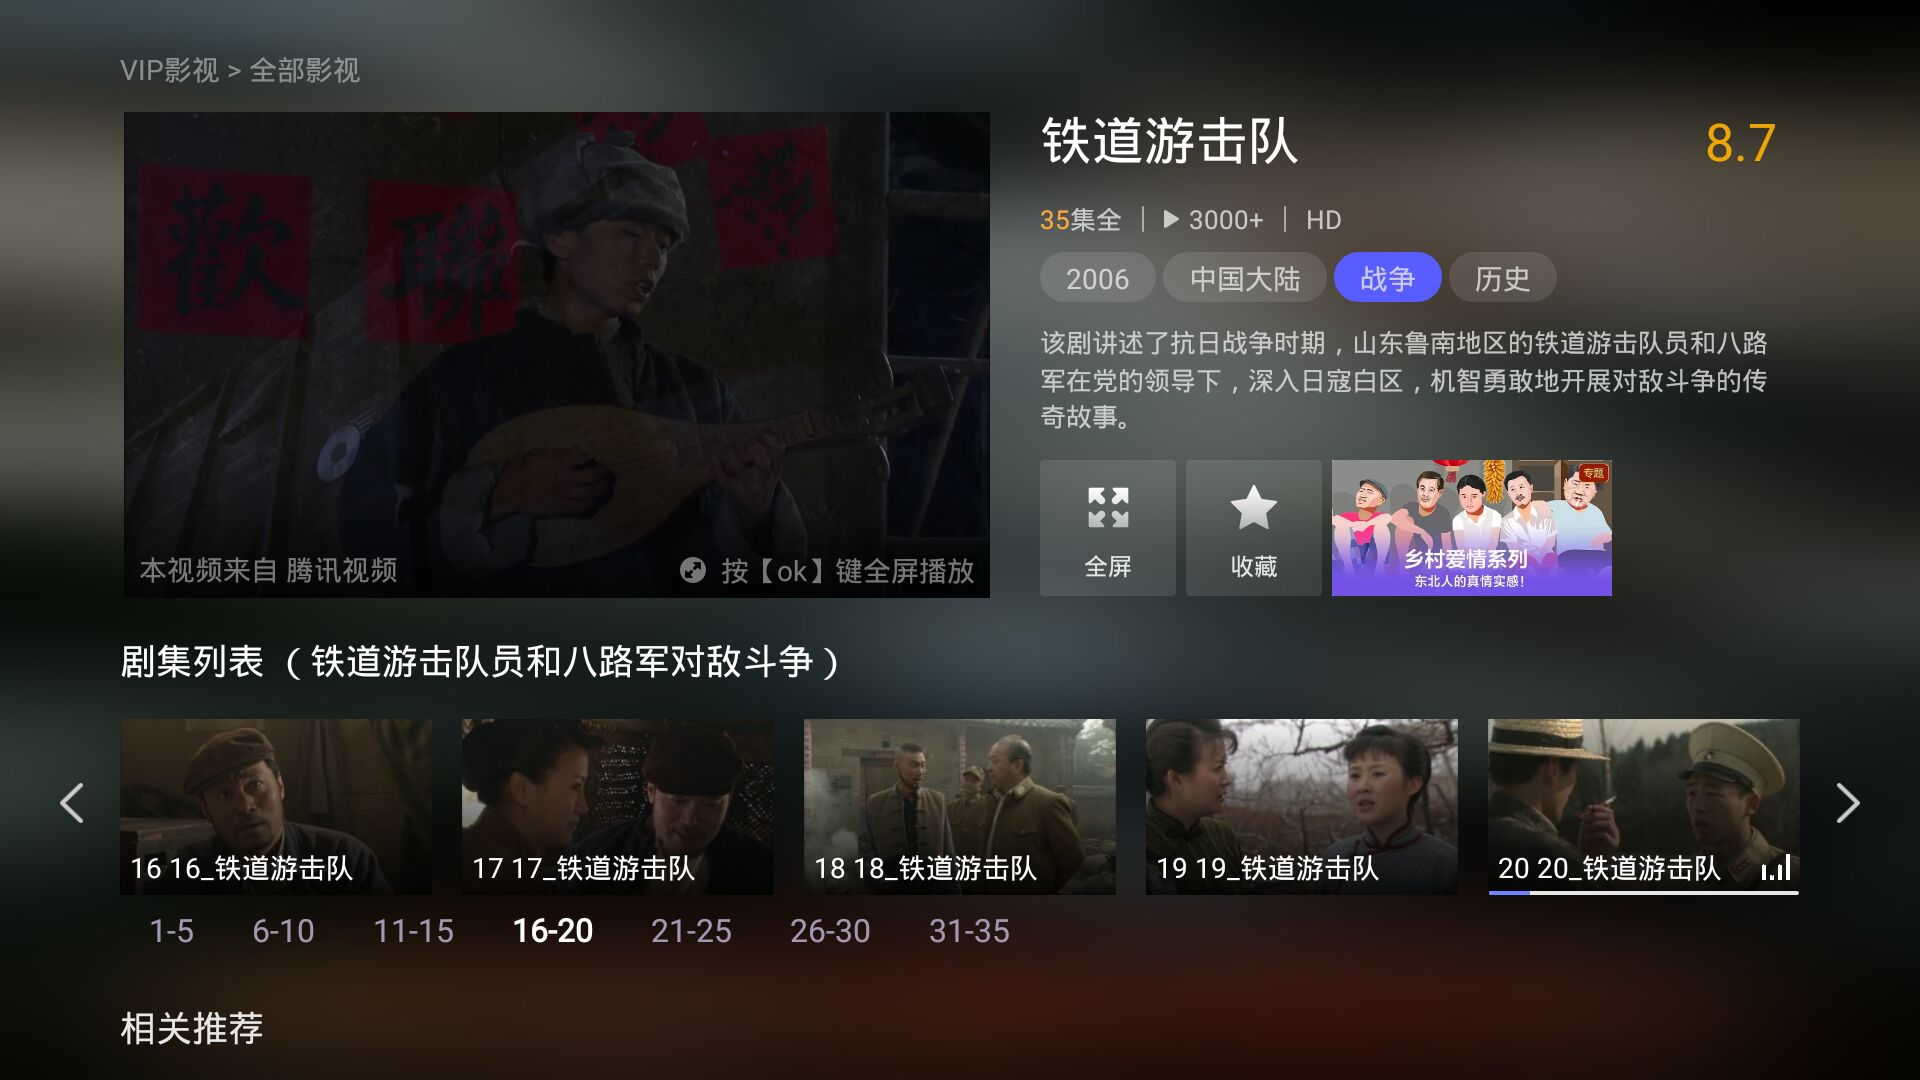 VIP影视 > 全部影视
歡
聯
本视频来自 腾讯视频
按【ok】键全屏播放
铁道游击队
8.7
35集全
3000+
HD
2006
中国大陆
战争
历史
该剧讲述了抗日战争时期，山东鲁南地区的铁道游击队员和八路
军在党的领导下，深入日寇白区，机智勇敢地开展对敌斗争的传
奇故事。
全屏
收藏
专题
乡村爱情系列
东北人的真情实感！
剧集列表 （铁道游击队员和八路军对敌斗争）
16 16_铁道游击队
17 17_铁道游击队
18 18_铁道游击队
19 19_铁道游击队
20 20_铁道游击队
1-5
6-10
11-15
16-20
21-25
26-30
31-35
相关推荐